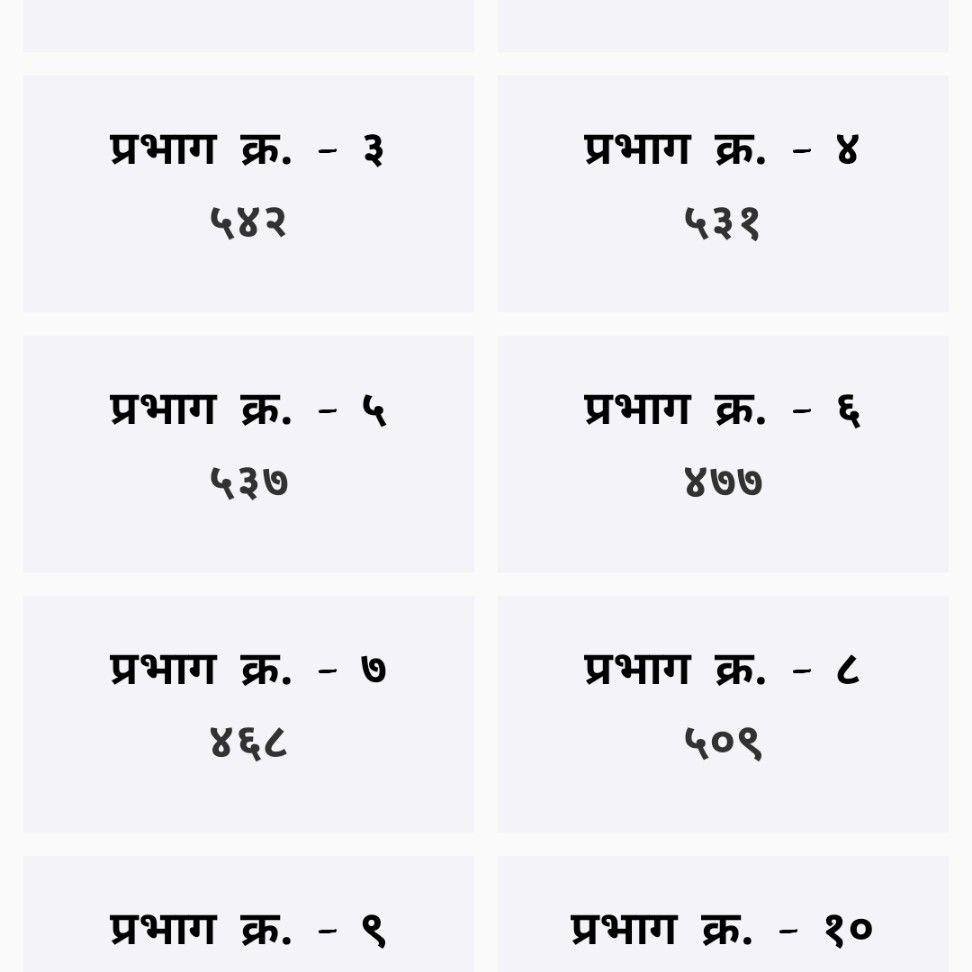 प्रभाग क्र. - ३
५४२
प्रभाग क्र. - ४
५३१
प्रभाग क्र. - ५
५३७
प्रभाग क्र. - ६
४७७
प्रभाग क्र. - ७
४६८
प्रभाग क्र. - ८
५०९
प्रभाग क्र. - ९
प्रभाग क्र. - १०